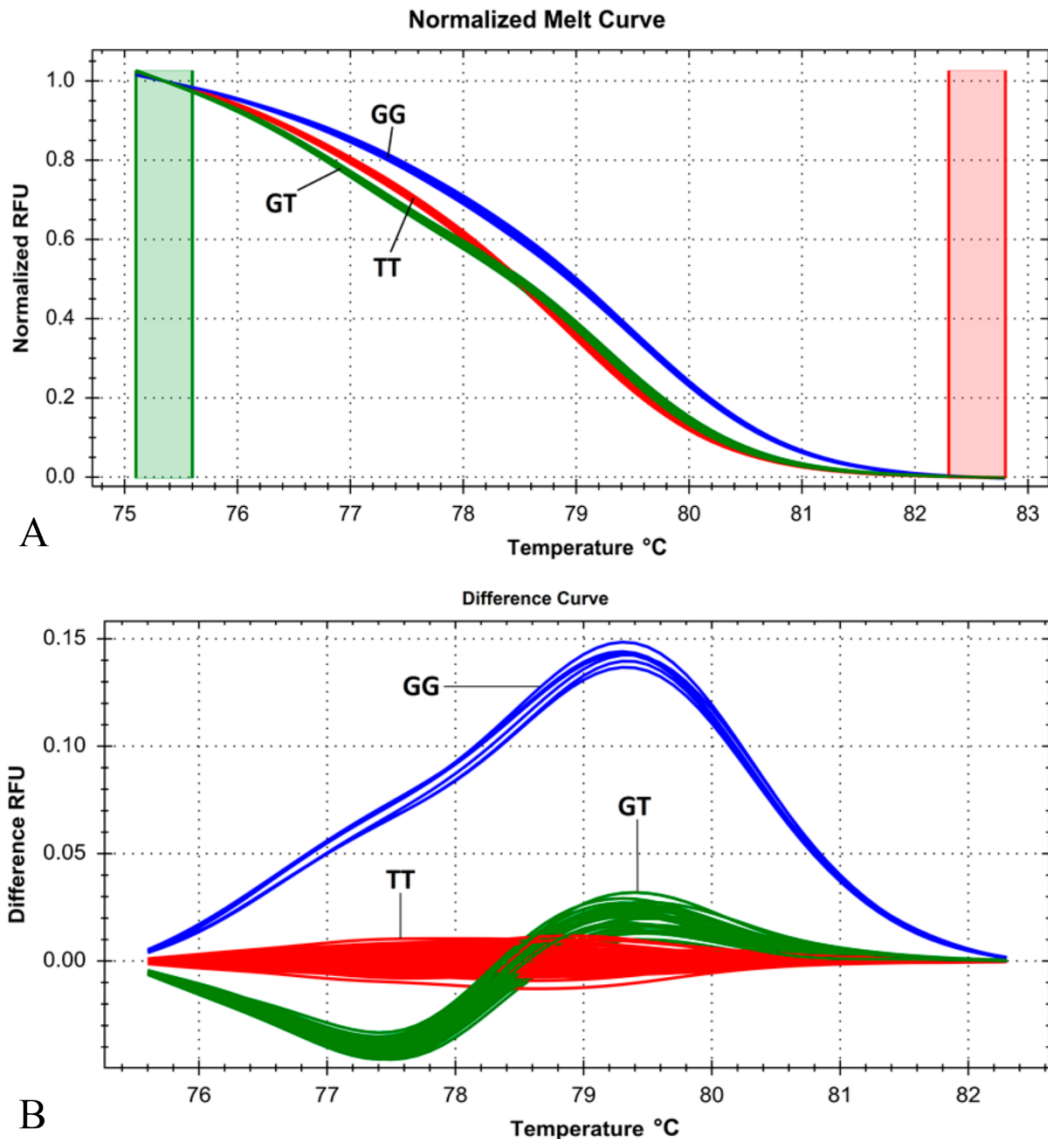 Normalized Melt Curve
Normalized RFU
1.0
0.8
0.6
0.4
0.2
0.0
GG
GT
TT
75 76 77 78 79 80 81 82 83
Temperature °C
A
Difference Curve
Difference RFU
0.15
0.10
0.05
0.00
GG
GT
TT
76 77 78 79 80 81 82
Temperature °C
B